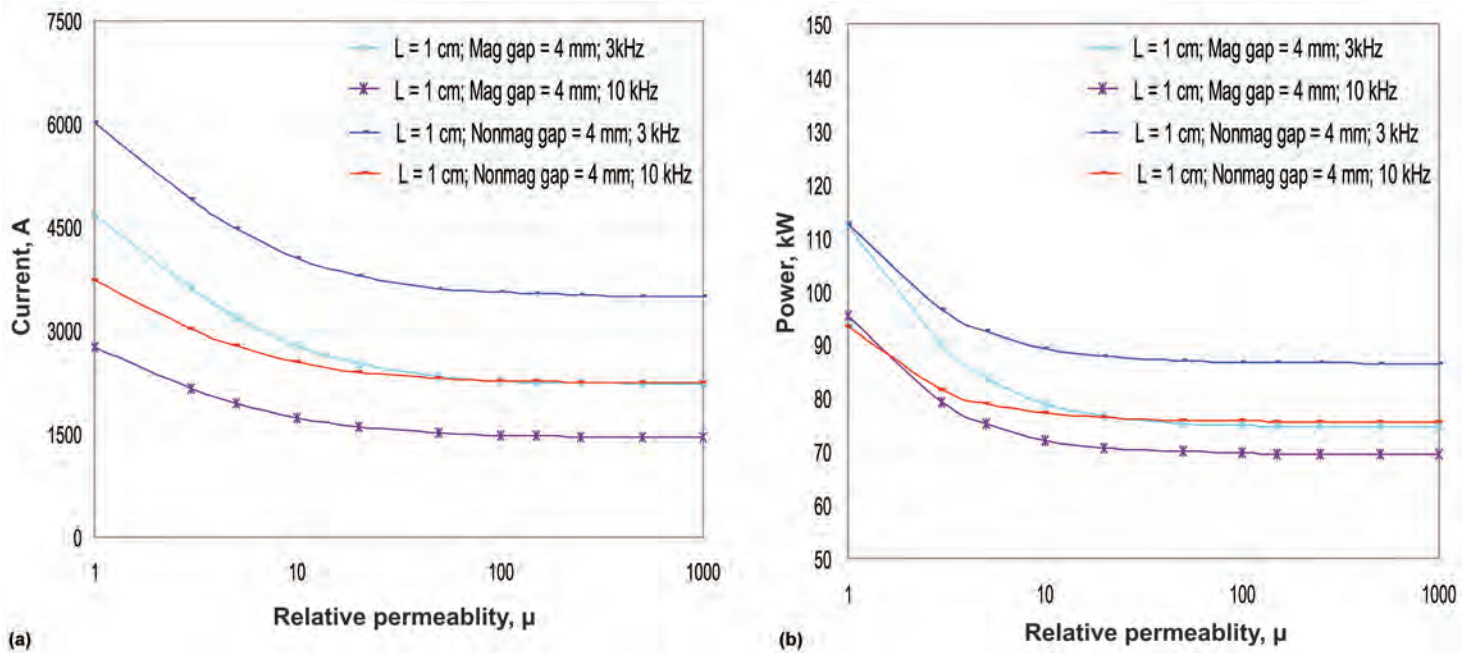 7500
6000
4500
3000
1500
0
Current, A
L = 1 cm; Mag gap = 4 mm; 3kHz
L = 1 cm; Mag gap = 4 mm; 10 kHz
L = 1 cm; Nonmag gap = 4 mm; 3 kHz
L = 1 cm; Nonmag gap = 4 mm; 10 kHz
1 10 100 1000
Relative permeablity, μ
(a)
150
140
130
120
110
100
90
80
70
60
50
Power, kW
L = 1 cm; Mag gap = 4 mm; 3kHz
L = 1 cm; Mag gap = 4 mm; 10 kHz
L = 1 cm; Nonmag gap = 4 mm; 3 kHz
L = 1 cm; Nonmag gap = 4 mm; 10 kHz
1 10 100 1000
Relative permeablity, μ
(b)